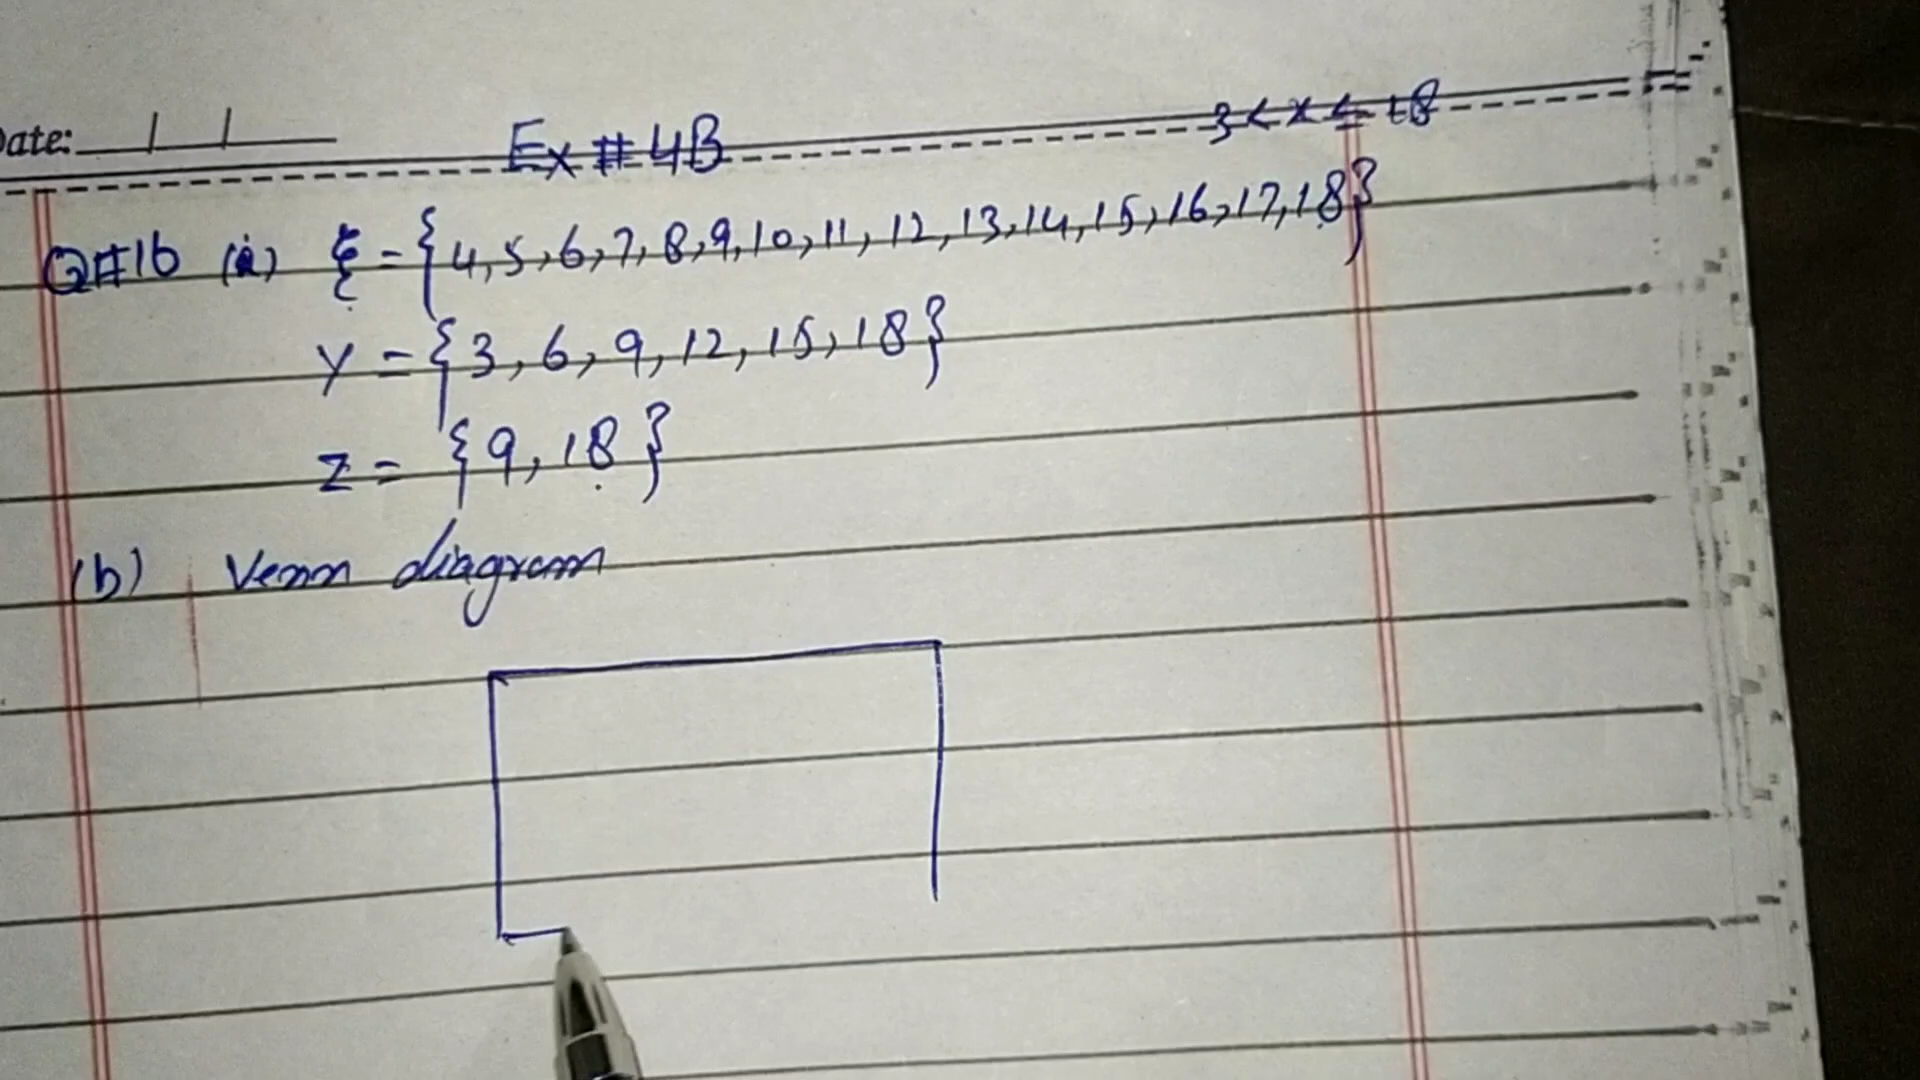 Date: / /
Ex # 4B
3 < x ≤ 18
Q#16 (a) ξ = {4,5,6,7,8,9,10,11,12,13,14,15,16,17,18}
Y = {3,6,9,12,15,18}
Z = {9,18}
(b) Venn diagram